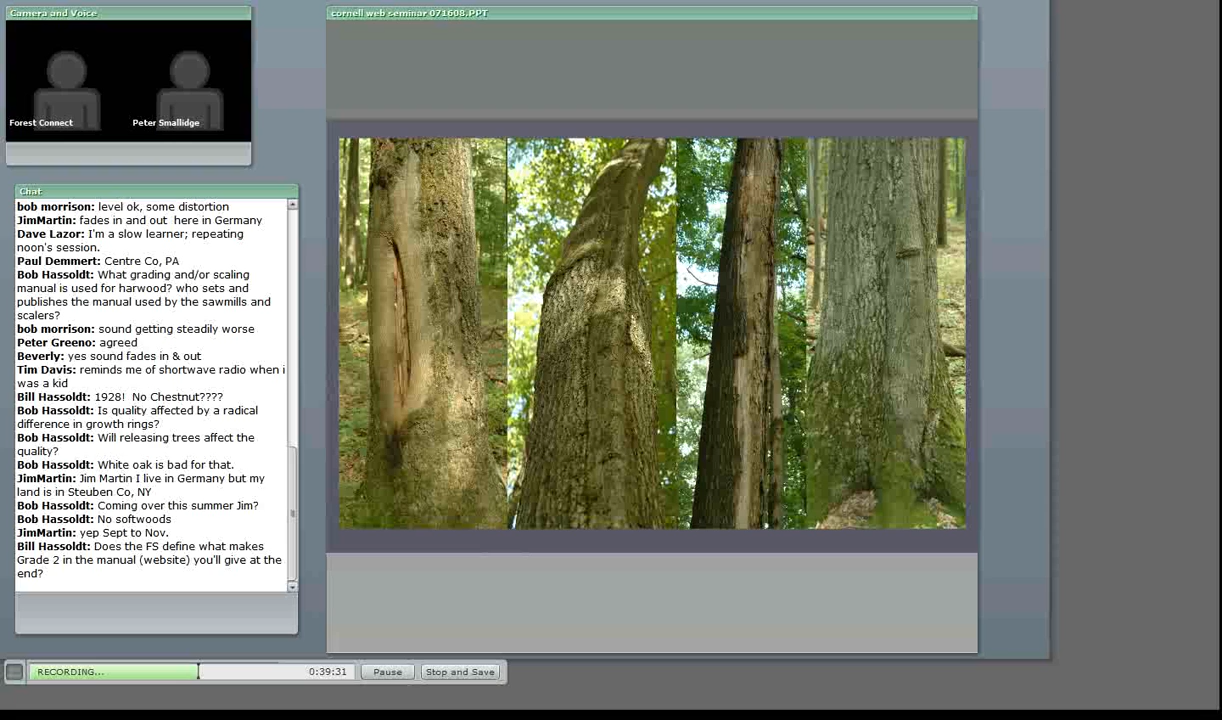 Camera and Voice
cornell web seminar 071608.PPT
Forest Connect
Peter Smallidge
Chat
bob morrison: level ok, some distortion
JimMartin: fades in and out  here in Germany
Dave Lazor: I'm a slow learner; repeating
noon's session.
Paul Demmert: Centre Co, PA
Bob Hassoldt: What grading and/or scaling
manual is used for harwood? who sets and
publishes the manual used by the sawmills and
scalers?
bob morrison: sound getting steadily worse
Peter Greeno: agreed
Beverly: yes sound fades in & out
Tim Davis: reminds me of shortwave radio when i
was a kid
Bill Hassoldt: 1928!  No Chestnut????
Bob Hassoldt: Is quality affected by a radical
difference in growth rings?
Bob Hassoldt: Will releasing trees affect the
quality?
Bob Hassoldt: White oak is bad for that.
JimMartin: Jim Martin I live in Germany but my
land is in Steuben Co, NY
Bob Hassoldt: Coming over this summer Jim?
Bob Hassoldt: No softwoods
JimMartin: yep Sept to Nov.
Bill Hassoldt: Does the FS define what makes
Grade 2 in the manual (website) you'll give at the
end?
RECORDING...
0:39:31
Pause
Stop and Save